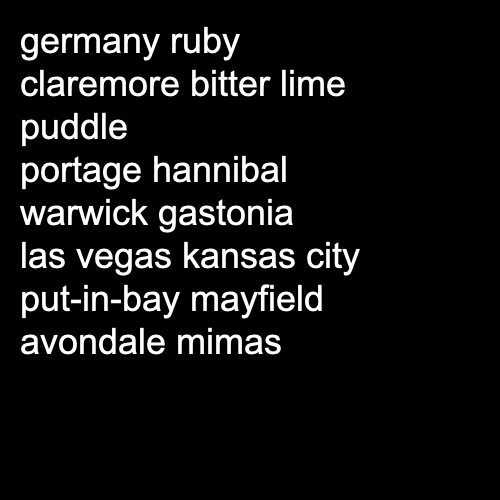 germany ruby
claremore bitter lime
puddle
portage hannibal
warwick gastonia
las vegas kansas city
put-in-bay mayfield
avondale mimas